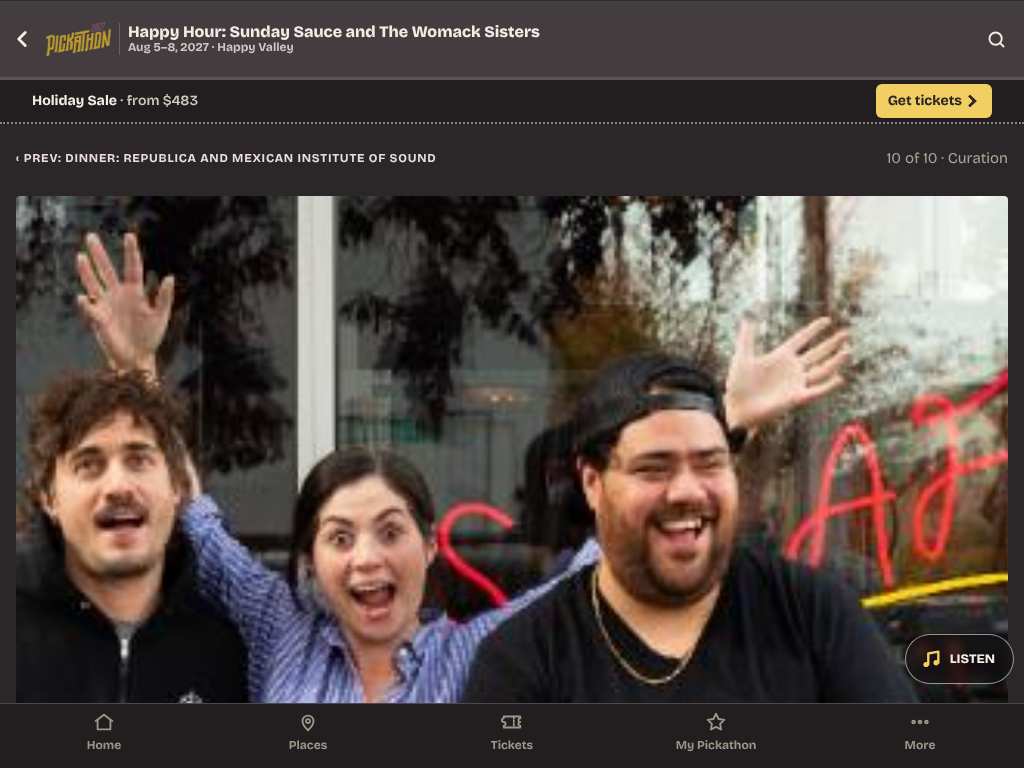 PICKATHON
Happy Hour: Sunday Sauce and The Womack Sisters
Aug 5–8, 2027 · Happy Valley
Holiday Sale · from $483
Get tickets
‹ PREV: DINNER: REPUBLICA AND MEXICAN INSTITUTE OF SOUND
10 of 10 · Curation
LISTEN
Home
Places
Tickets
My Pickathon
More